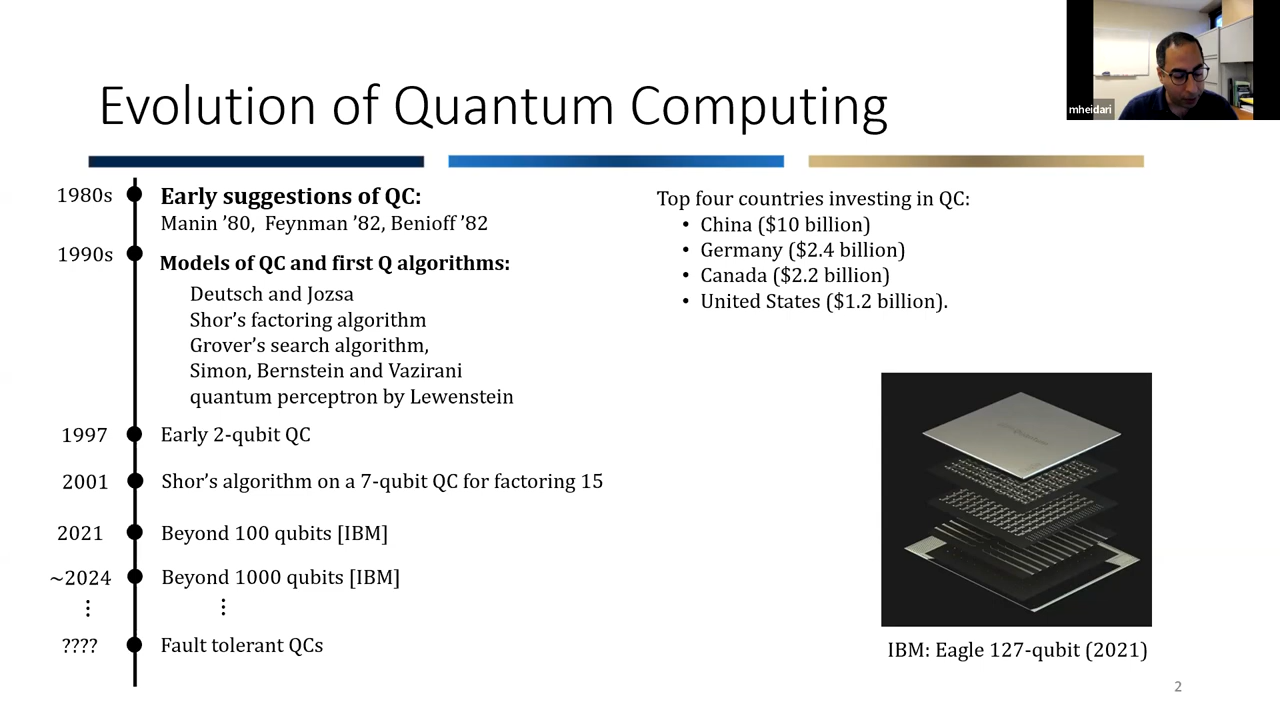 mheidari
Evolution of Quantum Computing
1980s
Early suggestions of QC:
Manin ’80, Feynman ’82, Benioff ’82
1990s
Models of QC and first Q algorithms:
Deutsch and Jozsa
Shor’s factoring algorithm
Grover’s search algorithm,
Simon, Bernstein and Vazirani
quantum perceptron by Lewenstein
1997
Early 2-qubit QC
2001
Shor’s algorithm on a 7-qubit QC for factoring 15
2021
Beyond 100 qubits [IBM]
~2024
Beyond 1000 qubits [IBM]
⋮
⋮
????
Fault tolerant QCs
Top four countries investing in QC:
• China ($10 billion)
• Germany ($2.4 billion)
• Canada ($2.2 billion)
• United States ($1.2 billion).
IBM: Eagle 127-qubit (2021)
2